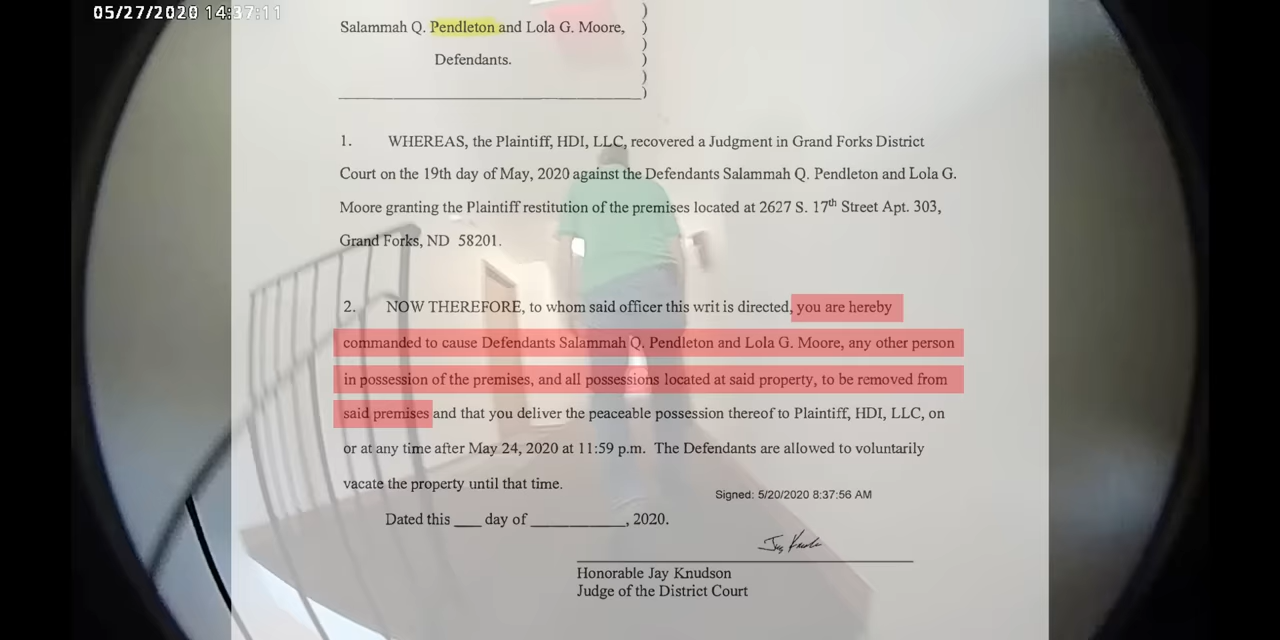 05/27/2020 14:37:11
Salammah Q. Pendleton and Lola G. Moore, )
)
Defendants. )
)
)
)
1. WHEREAS, the Plaintiff, HDI, LLC, recovered a Judgment in Grand Forks District
Court on the 19th day of May, 2020 against the Defendants Salammah Q. Pendleton and Lola G.
Moore granting the Plaintiff restitution of the premises located at 2627 S. 17th Street Apt. 303,
Grand Forks, ND 58201.
2. NOW THEREFORE, to whom said officer this writ is directed, you are hereby
commanded to cause Defendants Salammah Q. Pendleton and Lola G. Moore, any other person
in possession of the premises, and all possessions located at said property, to be removed from
said premises and that you deliver the peaceable possession thereof to Plaintiff, HDI, LLC, on
or at any time after May 24, 2020 at 11:59 p.m. The Defendants are allowed to voluntarily
vacate the property until that time.
Signed: 5/20/2020 8:37:56 AM
Dated this ____ day of ____________, 2020.
Honorable Jay Knudson
Judge of the District Court